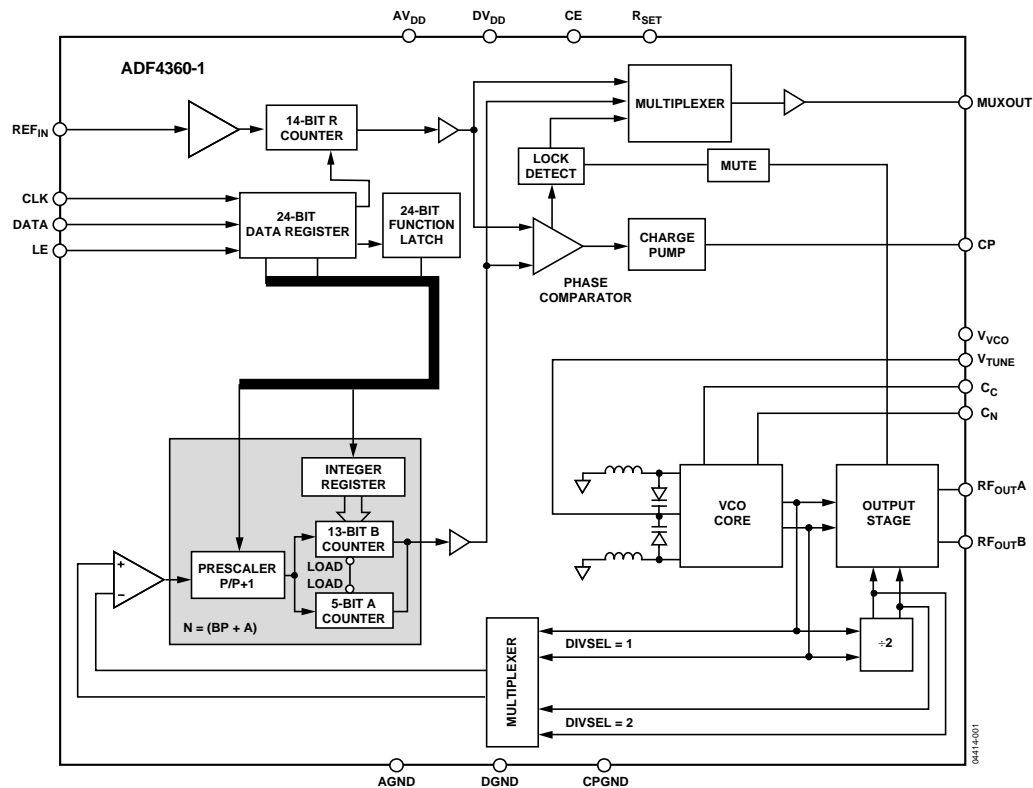 AVDD
DVDD
CE
RSET
ADF4360-1
MULTIPLEXER
MUXOUT
REFIN
14-BIT R
COUNTER
LOCK
DETECT
MUTE
CLK
DATA
LE
24-BIT
DATA REGISTER
24-BIT
FUNCTION
LATCH
CHARGE
PUMP
CP
PHASE
COMPARATOR
VVCO
VTUNE
CC
CN
INTEGER
REGISTER
13-BIT B
COUNTER
LOAD
LOAD
5-BIT A
COUNTER
PRESCALER
P/P+1
+
−
N = (BP + A)
VCO
CORE
OUTPUT
STAGE
RFOUTA
RFOUTB
MULTIPLEXER
DIVSEL = 1
÷2
DIVSEL = 2
04414-001
AGND
DGND
CPGND